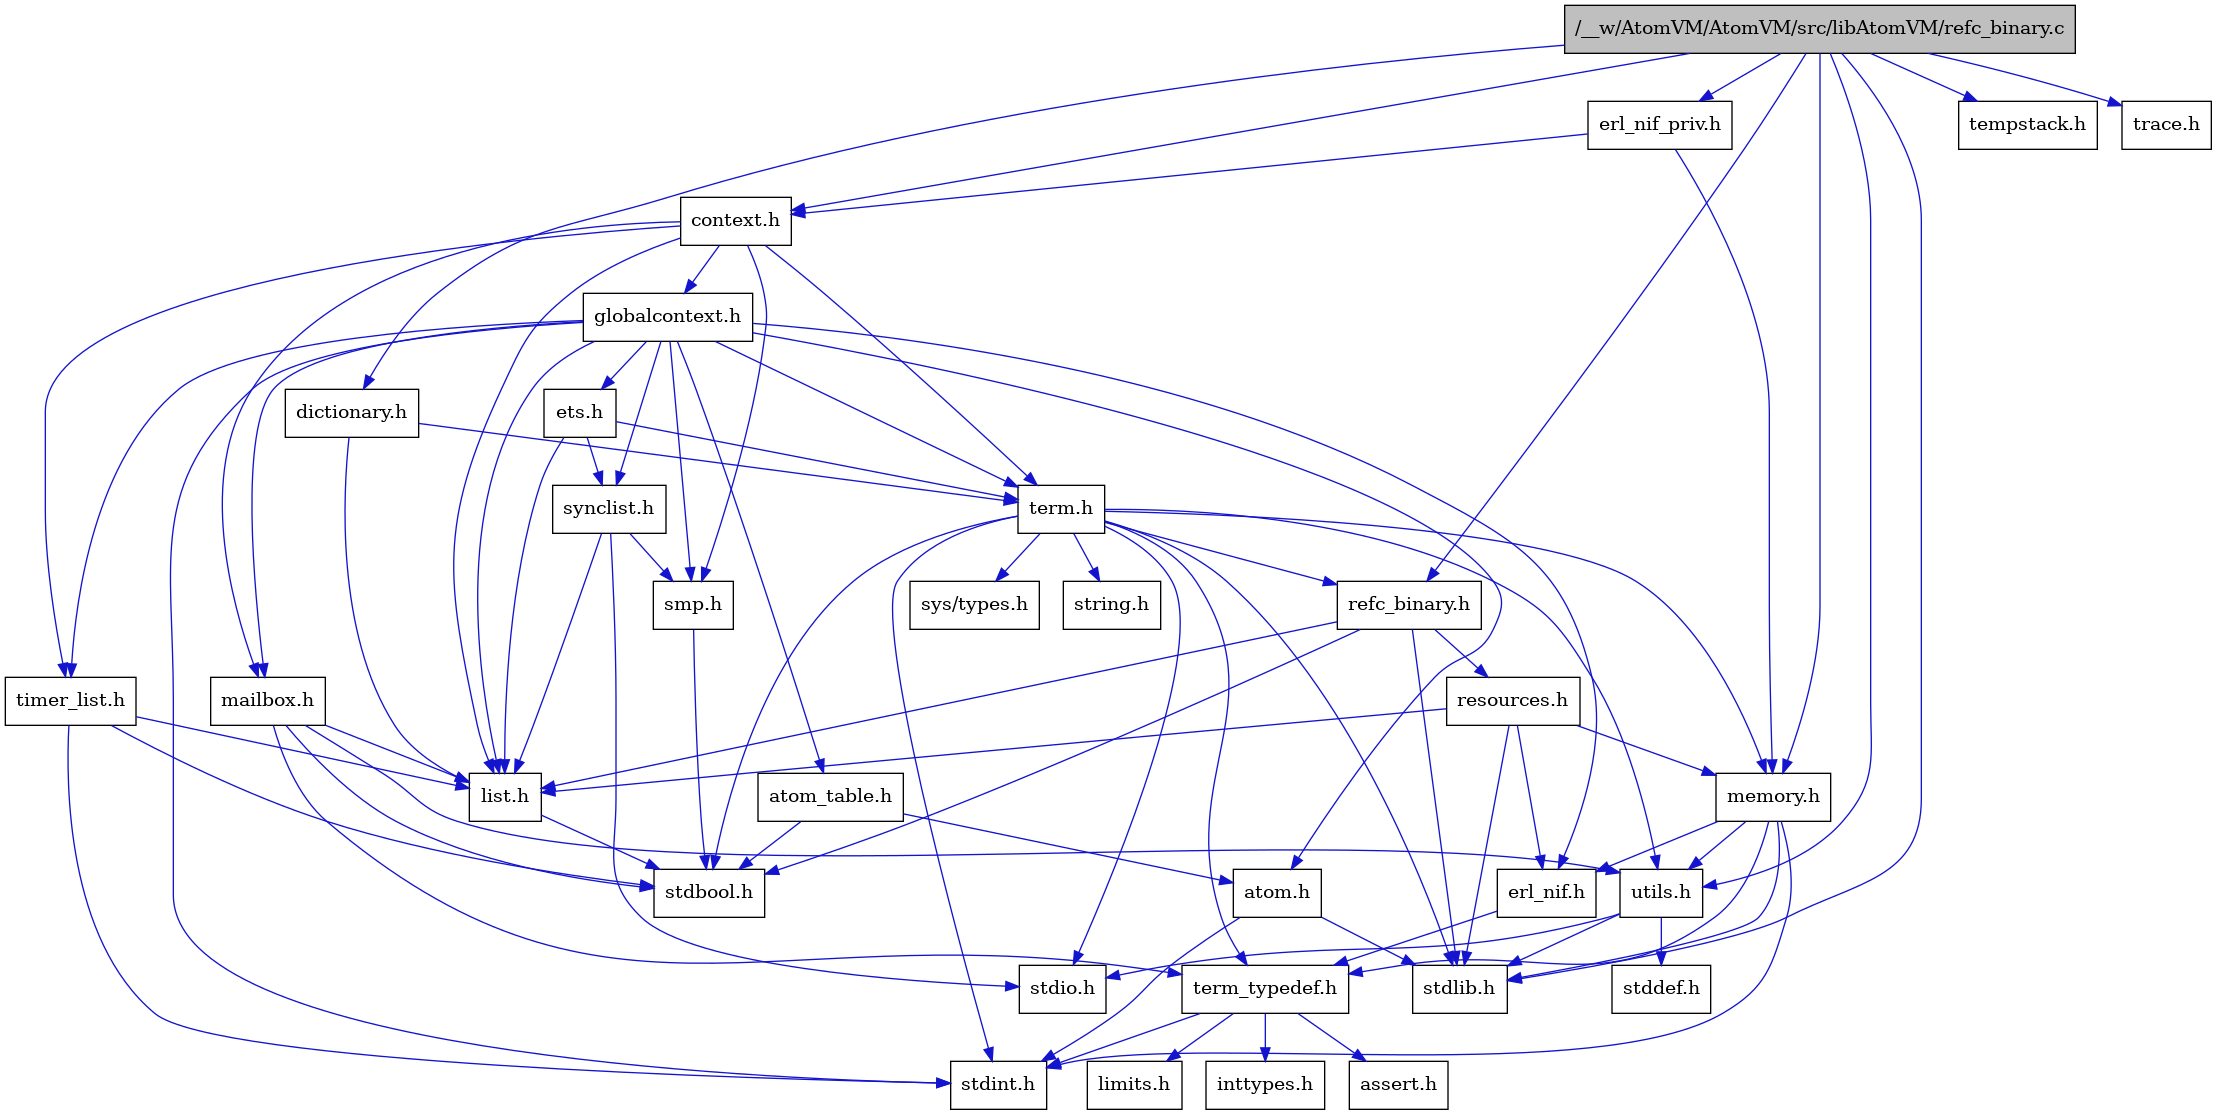 /__w/AtomVM/AtomVM/src/libAtomVM/refc_binary.c
erl_nif_priv.h
tempstack.h
trace.h
context.h
globalcontext.h
dictionary.h
ets.h
synclist.h
term.h
smp.h
sys/types.h
string.h
refc_binary.h
timer_list.h
mailbox.h
resources.h
list.h
atom_table.h
memory.h
stdbool.h
atom.h
erl_nif.h
utils.h
stdio.h
term_typedef.h
stdlib.h
stddef.h
stdint.h
limits.h
inttypes.h
assert.h